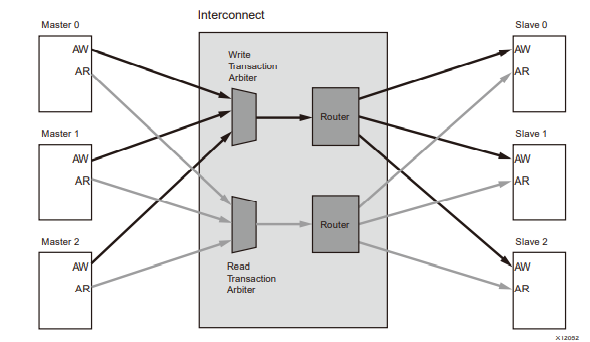 Interconnect
Master 0
AW
AR
Master 1
AW
AR
Master 2
AW
AR
Write
Transaction
Arbiter
Router
Read
Transaction
Arbiter
Router
Slave 0
AW
AR
Slave 1
AW
AR
Slave 2
AW
AR
X12052